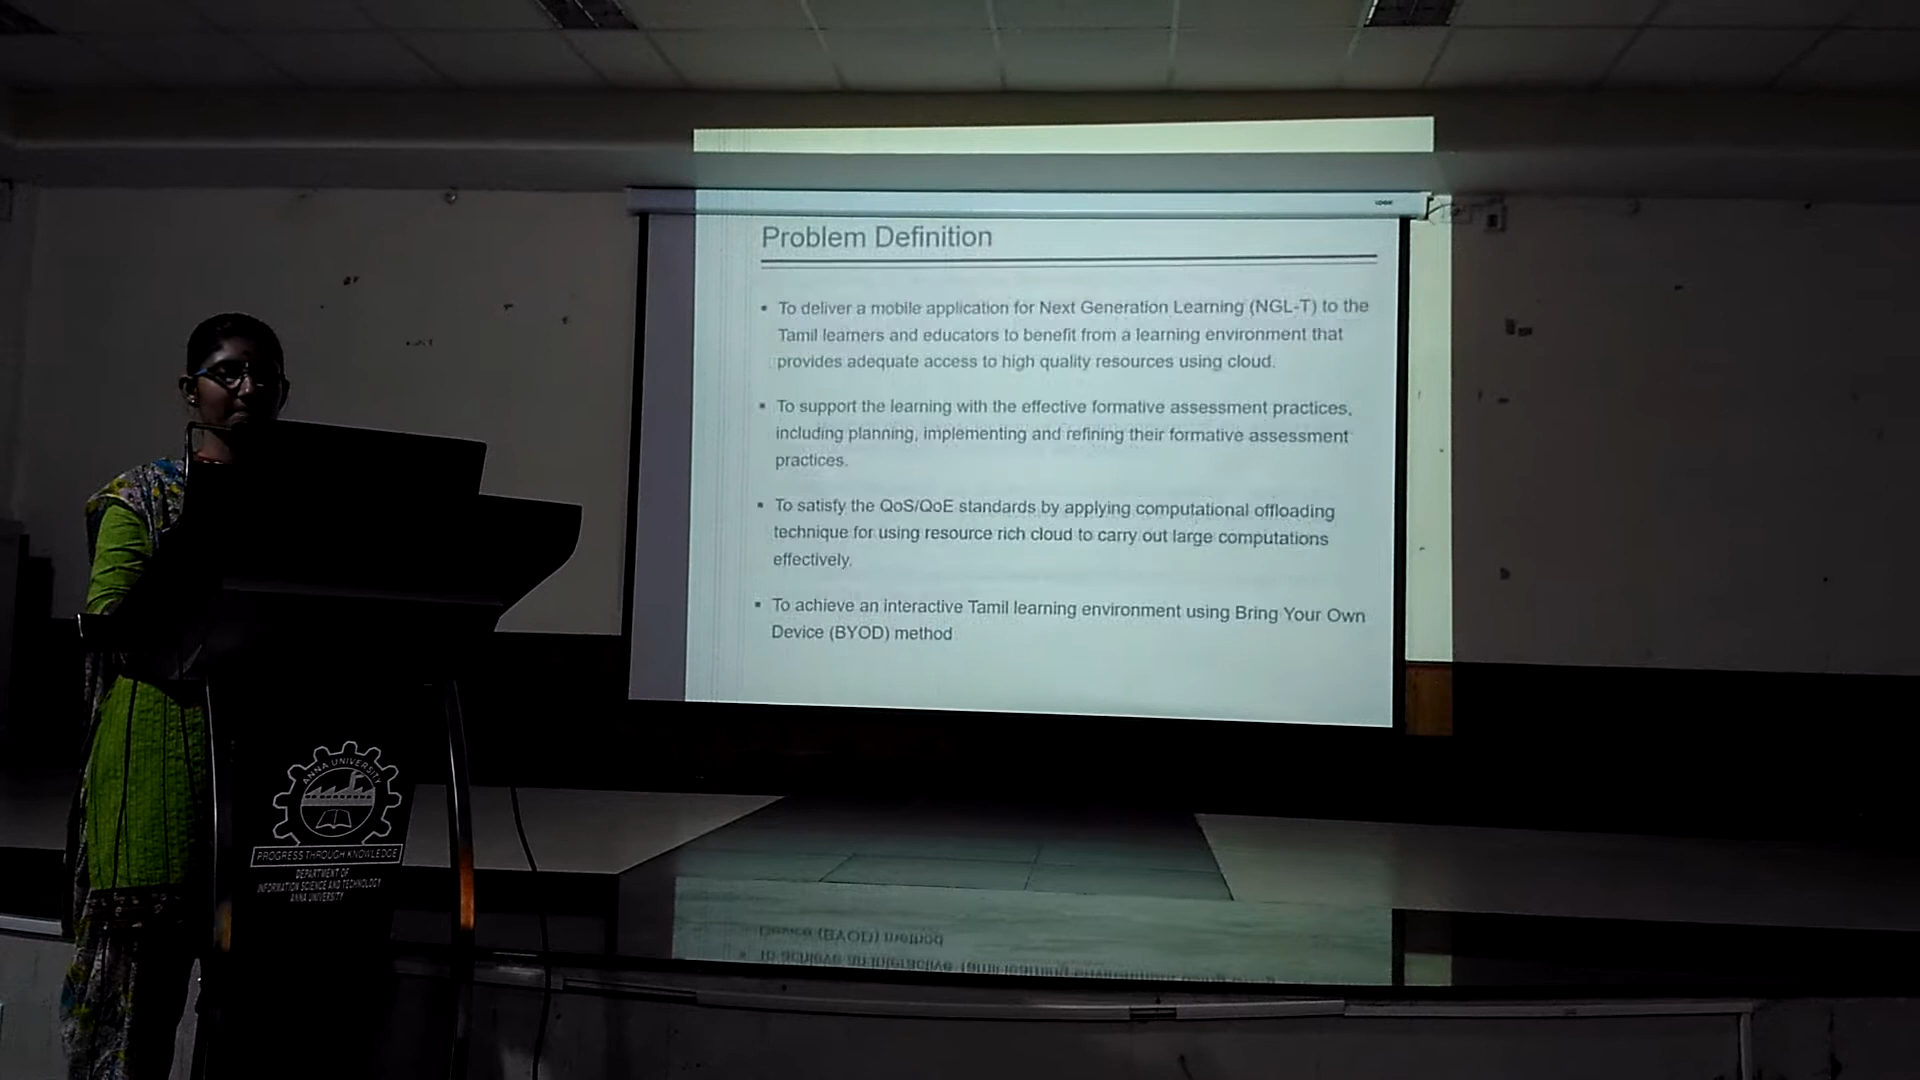 Problem Definition
▪ To deliver a mobile application for Next Generation Learning (NGL-T) to the
Tamil learners and educators to benefit from a learning environment that
provides adequate access to high quality resources using cloud.
▪ To support the learning with the effective formative assessment practices,
including planning, implementing and refining their formative assessment
practices.
▪ To satisfy the QoS/QoE standards by applying computational offloading
technique for using resource rich cloud to carry out large computations
effectively.
▪ To achieve an interactive Tamil learning environment using Bring Your Own
Device (BYOD) method
ANNA UNIVERSITY
PROGRESS THROUGH KNOWLEDGE
DEPARTMENT OF
INFORMATION SCIENCE AND TECHNOLOGY
ANNA UNIVERSITY